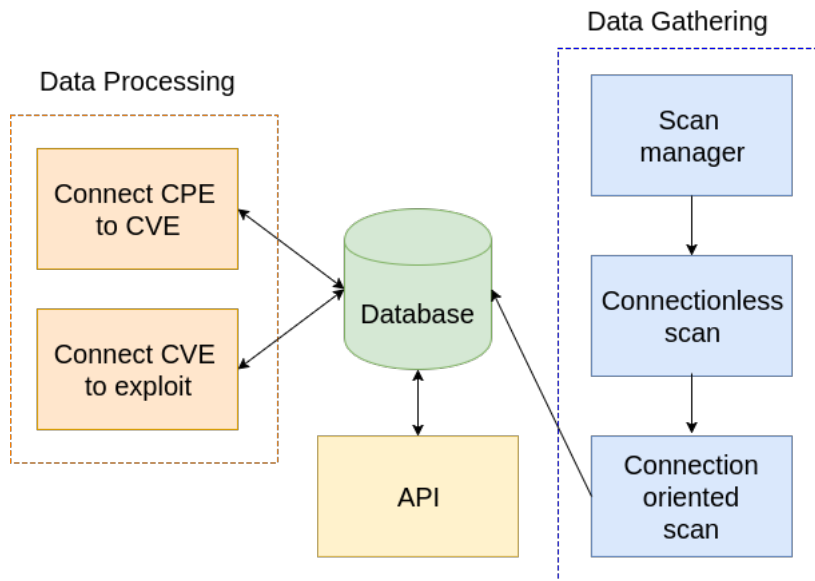 Data Gathering
Data Processing
Scan
manager
Connect CPE
to CVE
Connectionless
scan
Database
Connect CVE
to exploit
API
Connection
oriented
scan